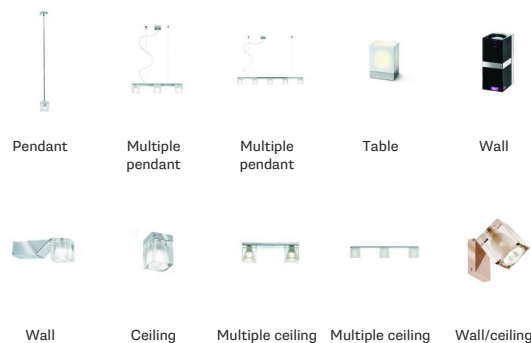 Pendant
Multiple
pendant
Multiple
pendant
Table
Wall
Wall
Ceiling
Multiple ceiling
Multiple ceiling
Wall/ceiling